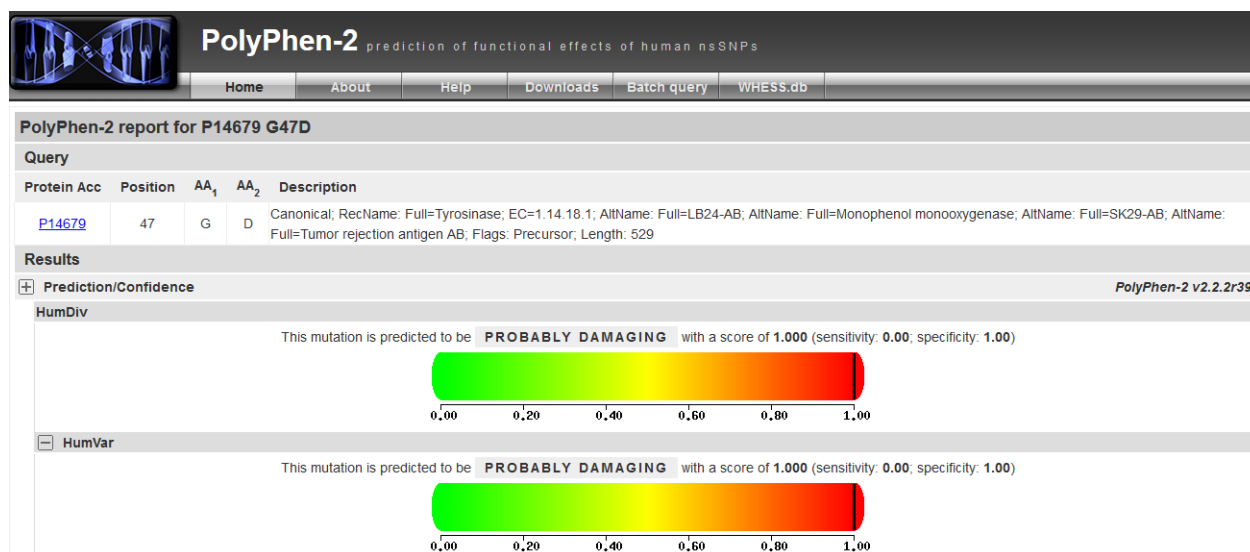 PolyPhen-2 prediction of functional effects of human nsSNPs
Home About Help Downloads Batch query WHESS.db
PolyPhen-2 report for P14679 G47D
Query
Protein Acc Position AA1 AA2 Description
P14679 47 G D Canonical; RecName: Full=Tyrosinase; EC=1.14.18.1; AltName: Full=LB24-AB; AltName: Full=Monophenol monooxygenase; AltName: Full=SK29-AB; AltName:
Full=Tumor rejection antigen AB; Flags: Precursor; Length: 529
Results
Prediction/Confidence PolyPhen-2 v2.2.2r39
HumDiv
This mutation is predicted to be PROBABLY DAMAGING with a score of 1.000 (sensitivity: 0.00; specificity: 1.00)
0.00 0.20 0.40 0.60 0.80 1.00
HumVar
This mutation is predicted to be PROBABLY DAMAGING with a score of 1.000 (sensitivity: 0.00; specificity: 1.00)
0.00 0.20 0.40 0.60 0.80 1.00